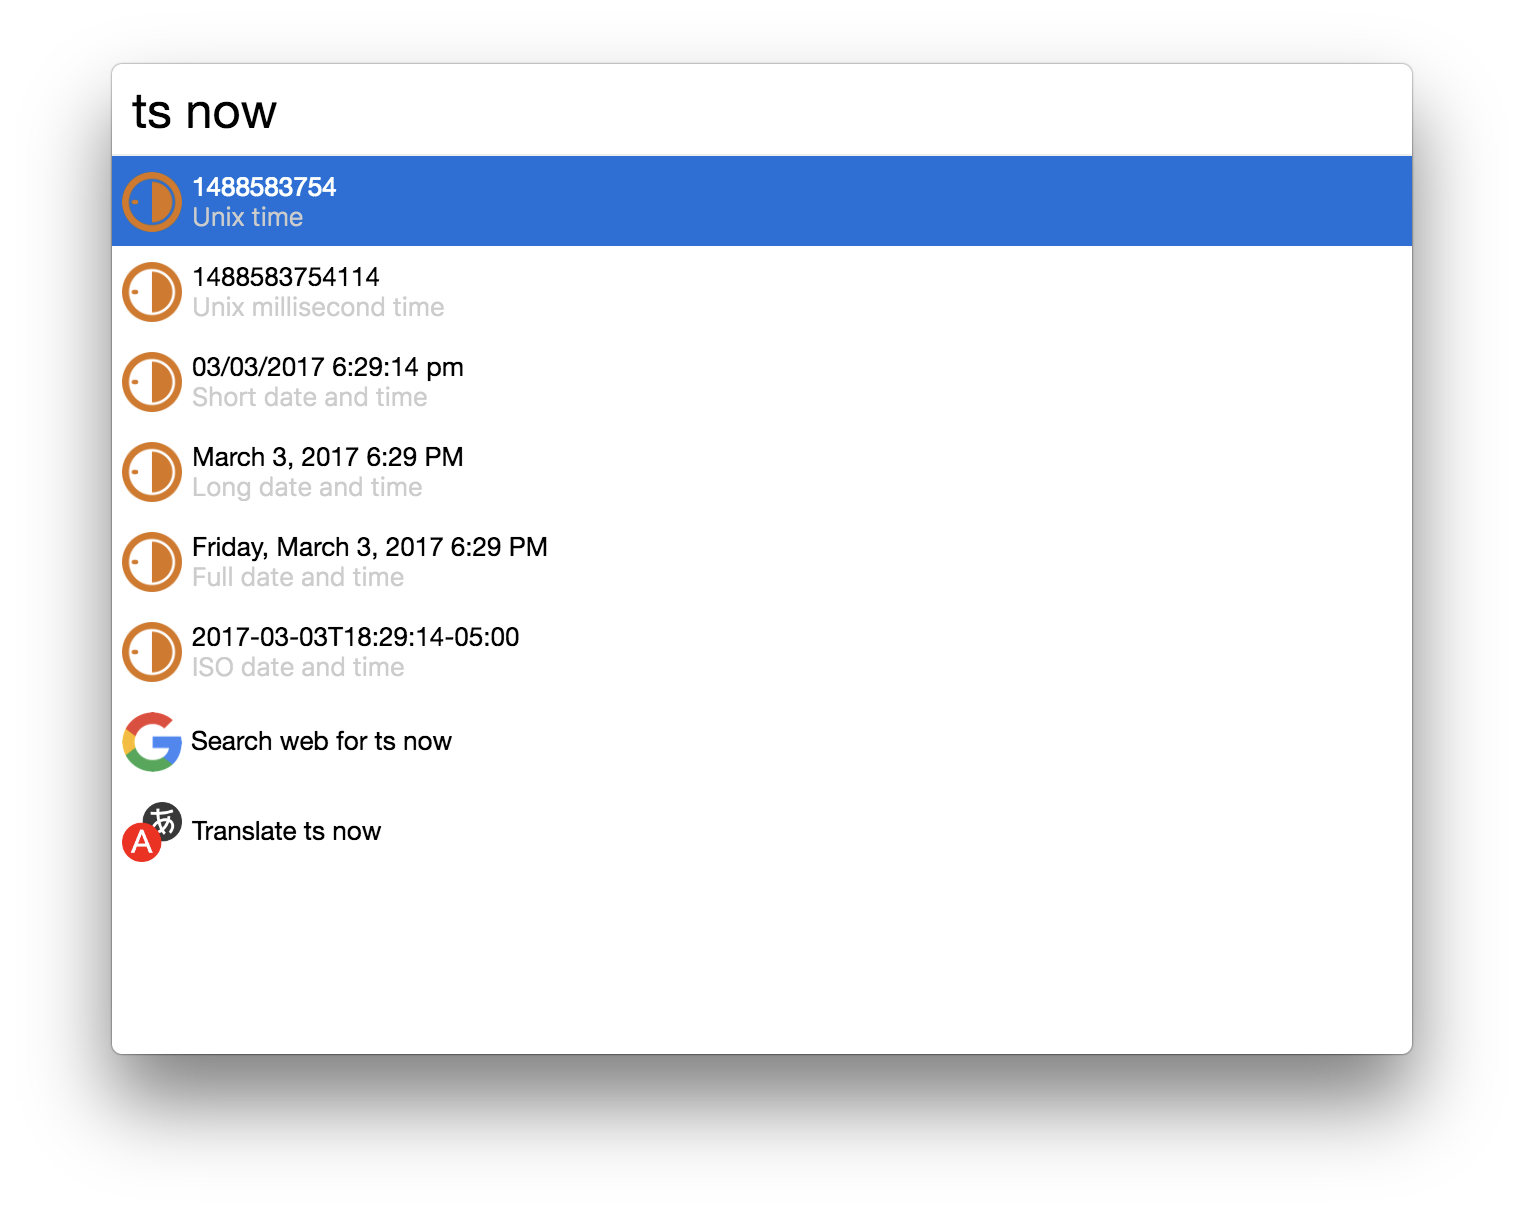 ts now
1488583754
Unix time
1488583754114
Unix millisecond time
03/03/2017 6:29:14 pm
Short date and time
March 3, 2017 6:29 PM
Long date and time
Friday, March 3, 2017 6:29 PM
Full date and time
2017-03-03T18:29:14-05:00
ISO date and time
G
Search web for ts now
あ
A
Translate ts now